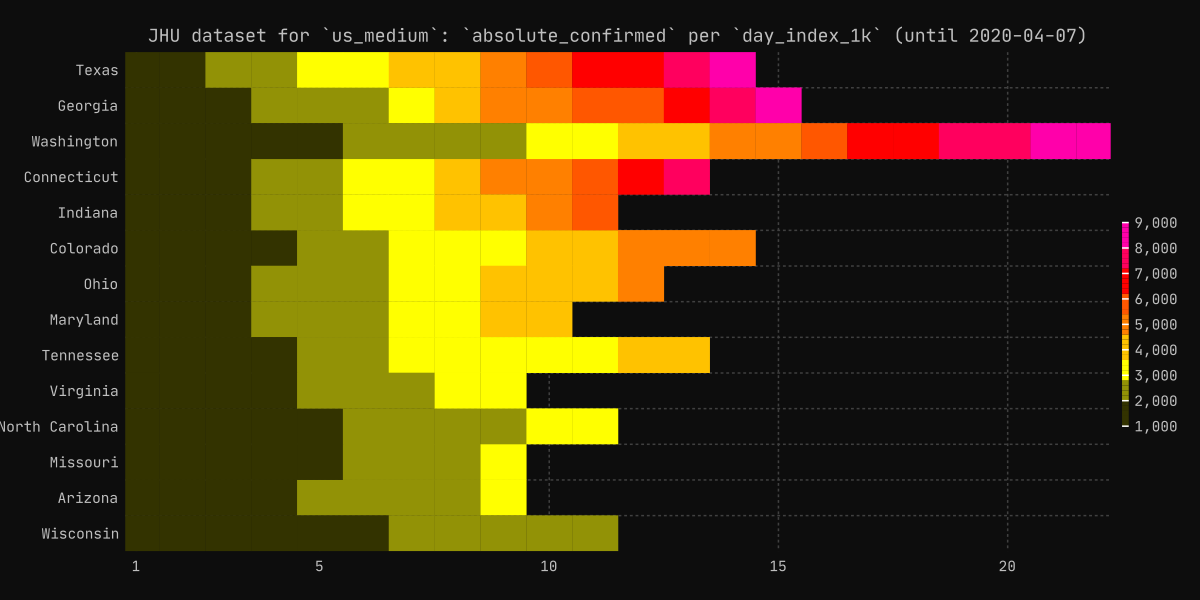 JHU dataset for `us_medium`: `absolute_confirmed` per `day_index_1k` (until 2020-04-07)
Texas
Georgia
Washington
Connecticut
Indiana
Colorado
Ohio
Maryland
Tennessee
Virginia
North Carolina
Missouri
Arizona
Wisconsin
1 5 10 15 20
9,000
8,000
7,000
6,000
5,000
4,000
3,000
2,000
1,000